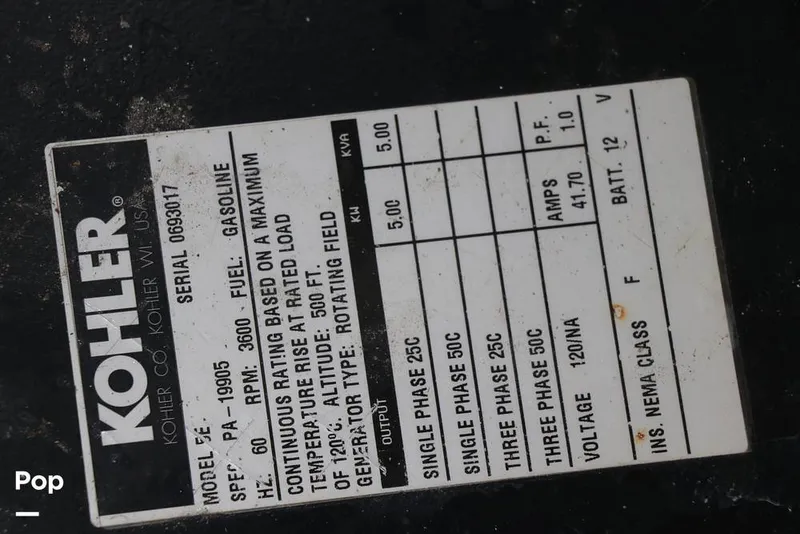 KOHLER®
KOHLER CO. KOHLER WI. USA
MODEL 5E. SERIAL 0693017
SPEC. PA-19905
HZ. 60 RPM: 3600 FUEL: GASOLINE
CONTINUOUS RATING BASED ON A MAXIMUM
TEMPERATURE RISE AT RATED LOAD
OF 120ºC. ALTITUDE: 500 FT.
GENERATOR TYPE: ROTATING FIELD
OUTPUT KW KVA
SINGLE PHASE 25C 5.00 5.00
SINGLE PHASE 50C
THREE PHASE 25C
THREE PHASE 50C
VOLTAGE 120/NA AMPS 41.70 P.F. 1.0
INS. NEMA CLASS F BATT. 12 V
Pop